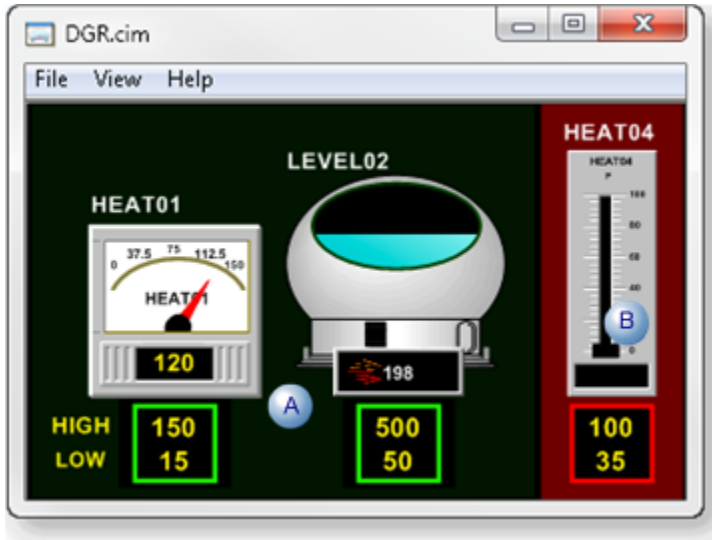 DGR.cim
File View Help
HEAT04
LEVEL02
HEAT01
HEAT04
F
100
80
60
40
0
37.5
75
112.5
150
0
HEAT01
120
198
A
B
HIGH 150 500 100
LOW 15 50 35